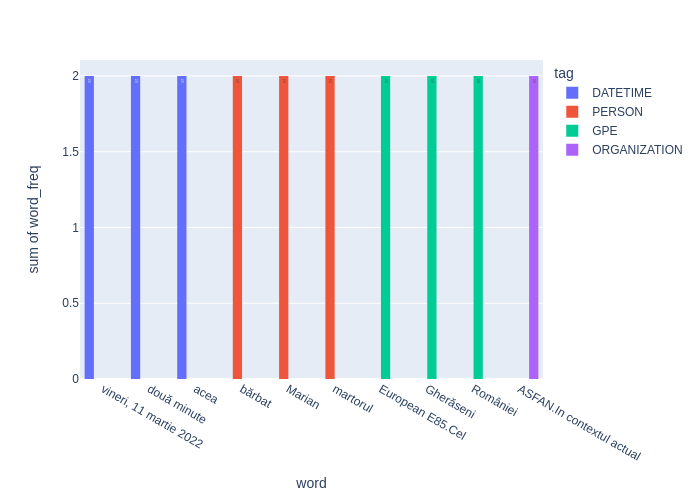 tag
DATETIME
PERSON
GPE
ORGANIZATION
sum of word_freq
2
1.5
1
0.5
0
vineri, 11 martie 2022
două minute
acea
bărbat
Marian
martorul
European E85.Cel
Gherăseni
României
ASFAN.In contextul actual
word